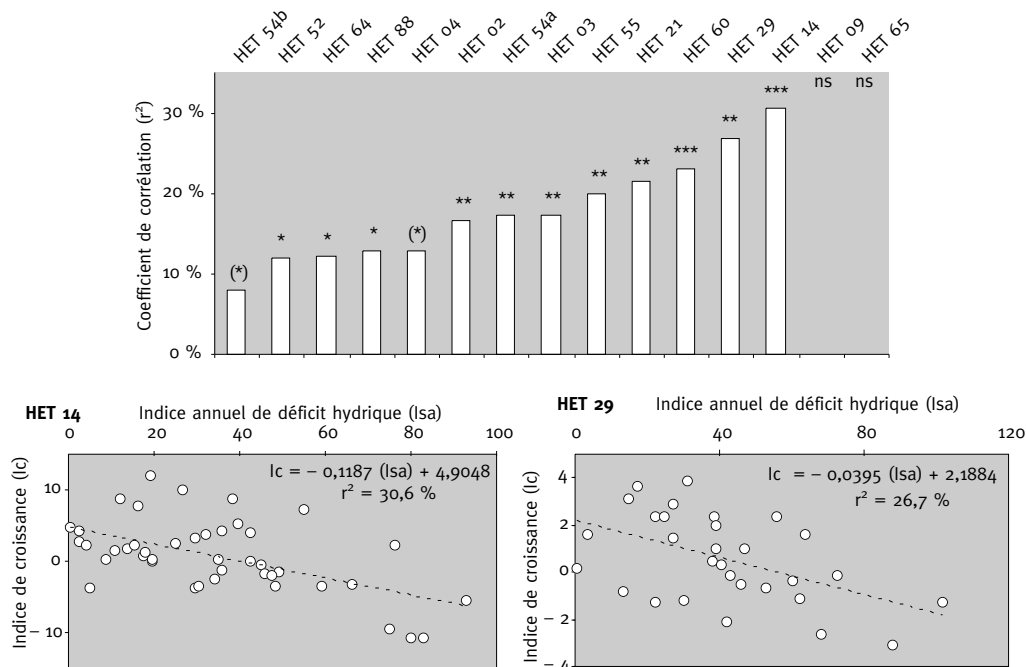 HET 54b HET 52 HET 64 HET 88 HET 04 HET 02 HET 54a HET 03 HET 55 HET 21 HET 60 HET 29 HET 14 HET 09 HET 65
Coefficient de corrélation (r²)
30 %
20 %
10 %
0 %
(*) * * * (*) ** ** ** ** ** *** ** *** ns ns
HET 14 Indice annuel de déficit hydrique (Isa)
0 20 40 60 80 100
Indice de croissance (Ic)
10
0
– 10
Ic = – 0,1187 (Isa) + 4,9048
r² = 30,6 %
HET 29 Indice annuel de déficit hydrique (Isa)
0 20 40 60 80 100 120
Indice de croissance (Ic)
4
2
0
– 2
– 4
Ic = – 0,0395 (Isa) + 2,1884
r² = 26,7 %